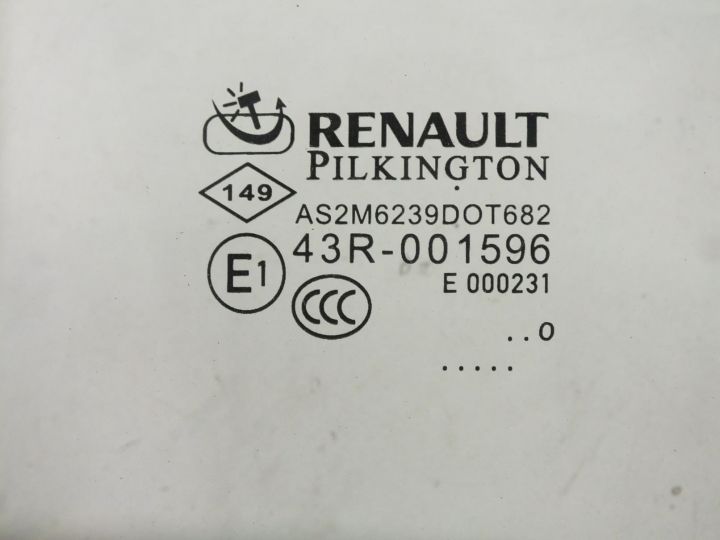 RENAULT
PILKINGTON
149
AS2M6239DOT682
43R-001596
E1
E 000231
CCC
..O
.....